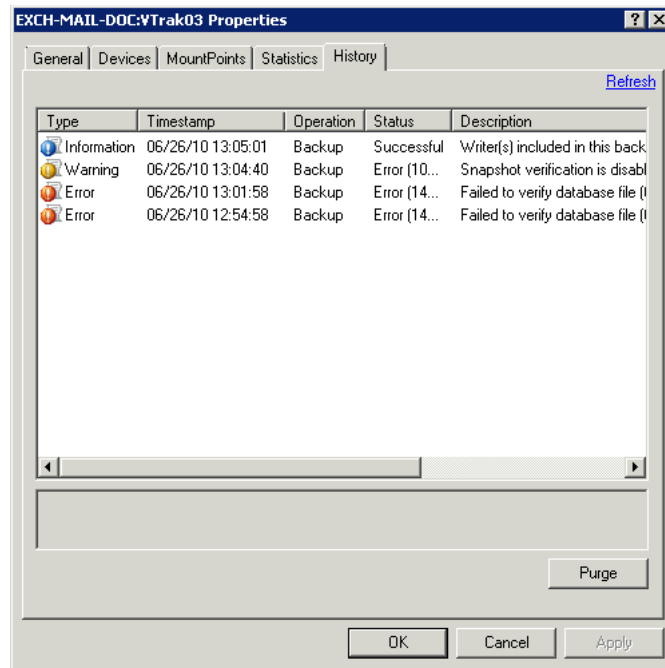 EXCH-MAIL-DOC:VTrak03 Properties
General Devices MountPoints Statistics History
Refresh
Type Timestamp Operation Status Description
Information 06/26/10 13:05:01 Backup Successful Writer(s) included in this back
Warning 06/26/10 13:04:40 Backup Error (10... Snapshot verification is disabl
Error 06/26/10 13:01:58 Backup Error (14... Failed to verify database file (
Error 06/26/10 12:54:58 Backup Error (14... Failed to verify database file (
Purge
OK Cancel Apply